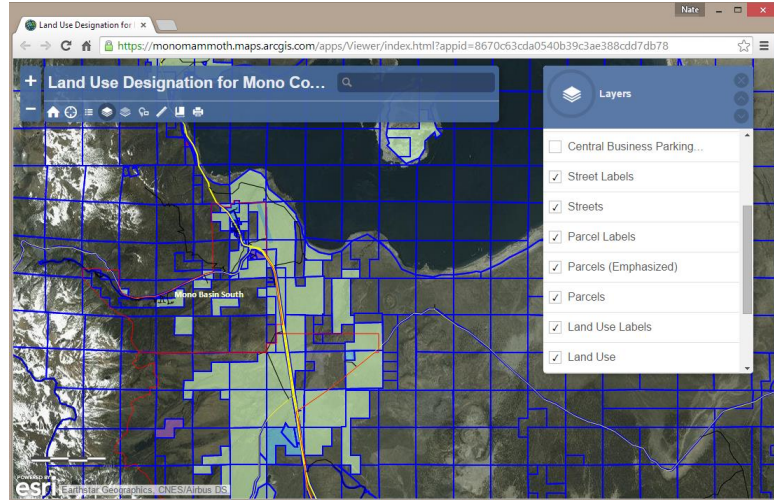 Nate
Land Use Designation for
https://monomammoth.maps.arcgis.com/apps/Viewer/index.html?appid=8670c63cda0540b39c3ae388cdd7db78
Land Use Designation for Mono Co...
Layers
Central Business Parking...
Street Labels
Streets
Parcel Labels
Parcels (Emphasized)
Parcels
Land Use Labels
Land Use
Mono Basin South
POWERED BY
esri
Earthstar Geographics, CNES/Airbus DS